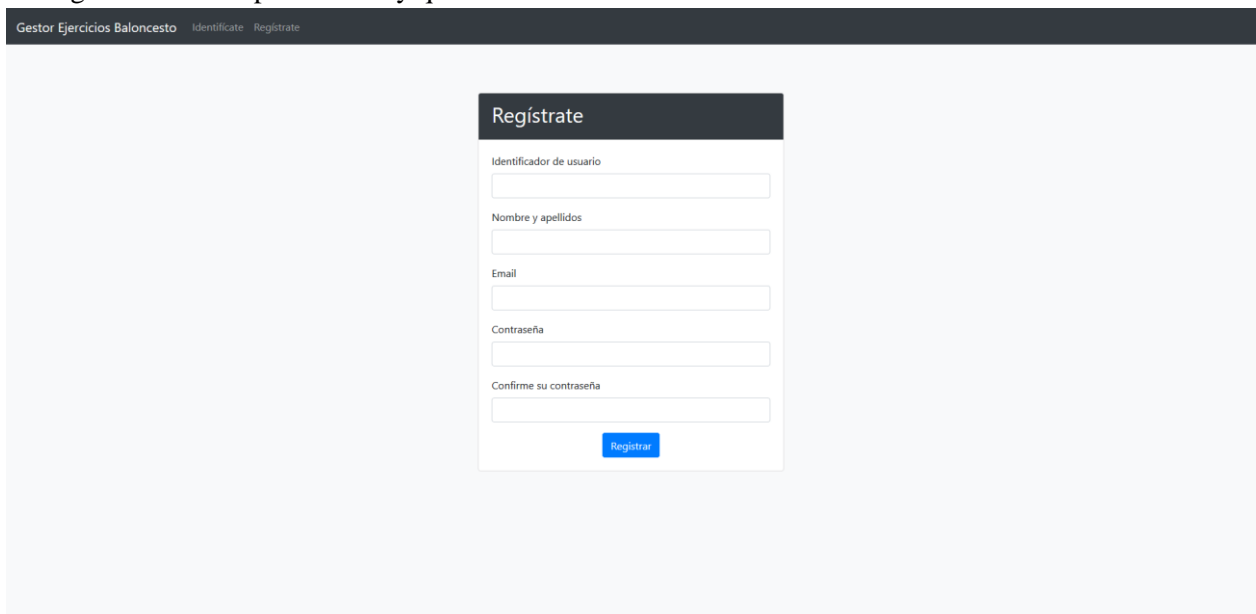 Gestor Ejercicios Baloncesto Identifícate Regístrate
Regístrate
Identificador de usuario
Nombre y apellidos
Email
Contraseña
Confirme su contraseña
Registrar